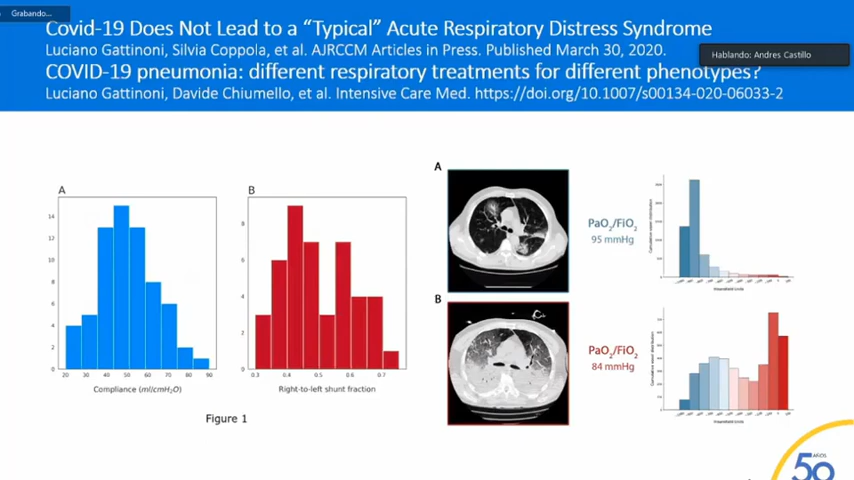 Grabando...
Covid-19 Does Not Lead to a “Typical” Acute Respiratory Distress Syndrome
Luciano Gattinoni, Silvia Coppola, et al. AJRCCM Articles in Press. Published March 30, 2020.
Hablando: Andres Castillo
COVID-19 pneumonia: different respiratory treatments for different phenotypes?
Luciano Gattinoni, Davide Chiumello, et al. Intensive Care Med. https://doi.org/10.1007/s00134-020-06033-2
A
14
12
10
8
6
4
2
0
20 30 40 50 60 70 80 90
Compliance (ml/cmH₂O)
B
8
6
4
2
0
0.3 0.4 0.5 0.6 0.7
Right-to-left shunt fraction
Figure 1
A
PaO₂/FiO₂
95 mmHg
B
PaO₂/FiO₂
84 mmHg
50
AÑOS